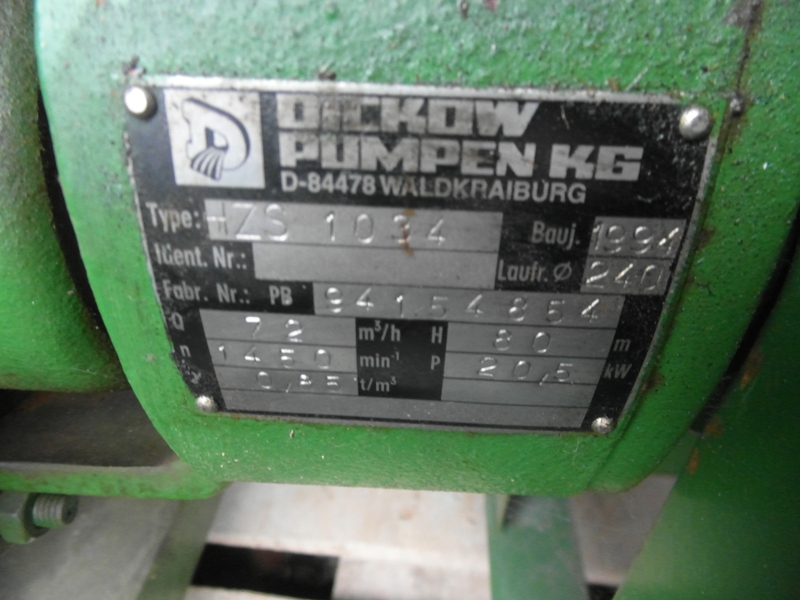 D DICKOW
PUMPEN KG
D-84478 WALDKRAIBURG
Type: HZS 1034 Bauj. 1994
Ident. Nr.: Laufr. Ø 240
Fabr. Nr.: PB 94154854
Q 72 m³/h H 80 m
n 1450 min⁻¹ P 20,5 kW
0,85 t/m³